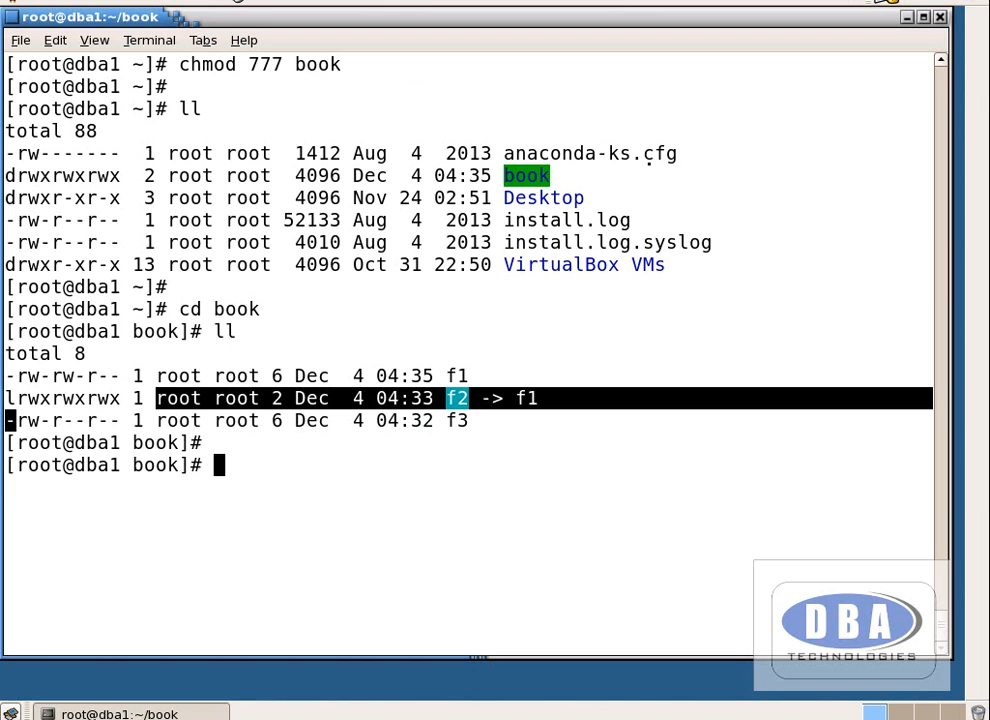 root@dba1:~/book
File Edit View Terminal Tabs Help
[root@dba1 ~]# chmod 777 book
[root@dba1 ~]#
[root@dba1 ~]# ll
total 88
-rw------- 1 root root 1412 Aug 4 2013 anaconda-ks.cfg
drwxrwxrwx 2 root root 4096 Dec 4 04:35 book
drwxr-xr-x 3 root root 4096 Nov 24 02:51 Desktop
-rw-r--r-- 1 root root 52133 Aug 4 2013 install.log
-rw-r--r-- 1 root root 4010 Aug 4 2013 install.log.syslog
drwxr-xr-x 13 root root 4096 Oct 31 22:50 VirtualBox VMs
[root@dba1 ~]#
[root@dba1 ~]# cd book
[root@dba1 book]# ll
total 8
-rw-rw-r-- 1 root root 6 Dec 4 04:35 f1
lrwxrwxrwx 1 root root 2 Dec 4 04:33 f2 -> f1
-rw-r--r-- 1 root root 6 Dec 4 04:32 f3
[root@dba1 book]#
[root@dba1 book]#
DBA
TECHNOLOGIES
root@dba1:~/book